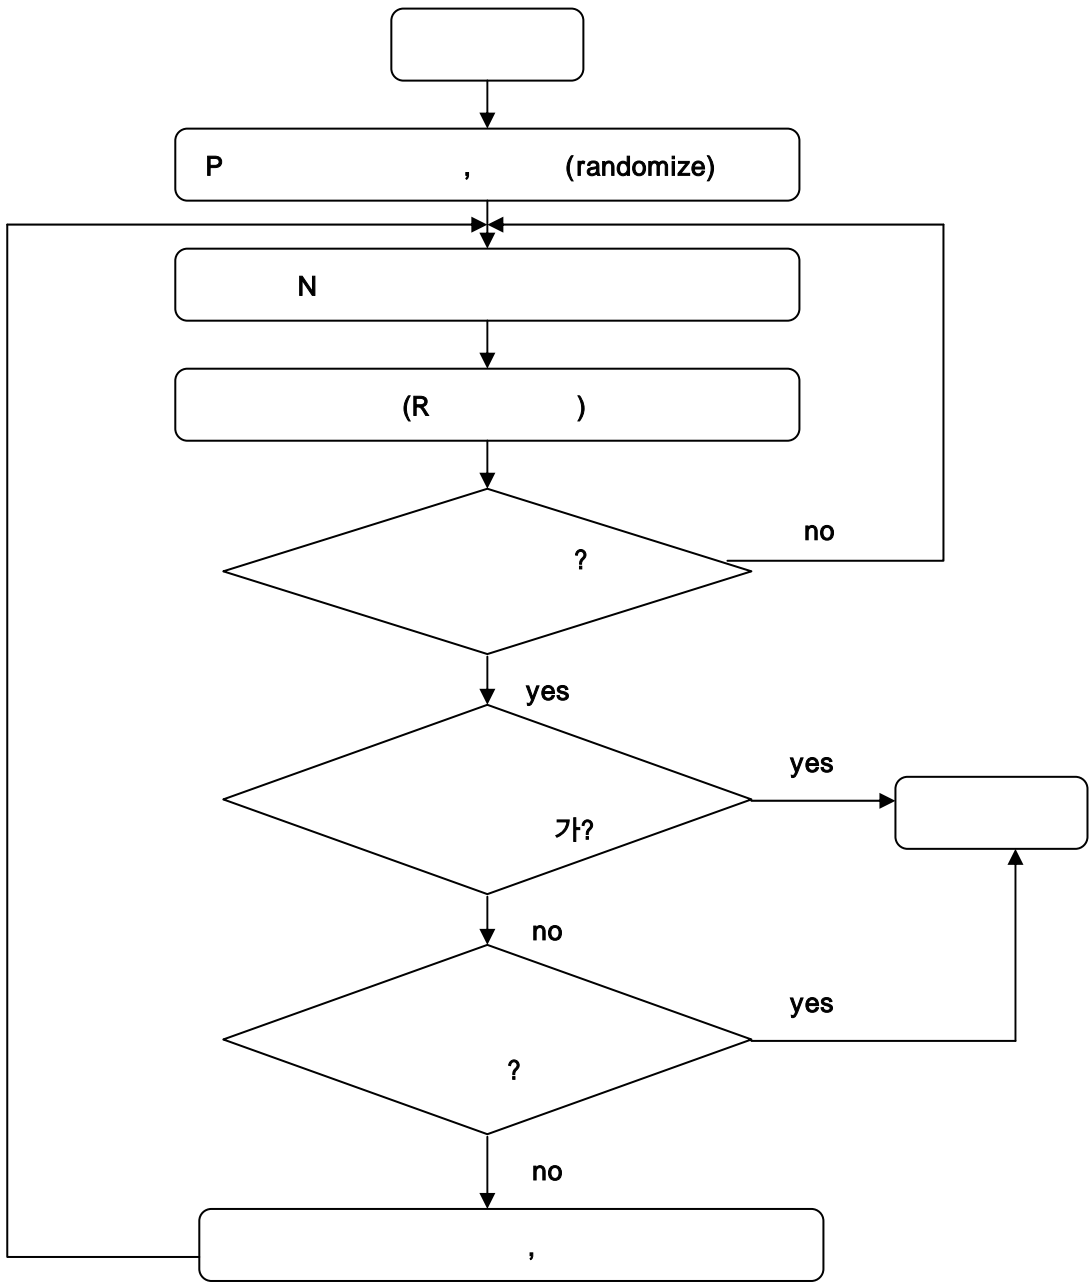 P , (randomize)
N
(R )
?
no
yes
가?
yes
no
?
yes
no
,